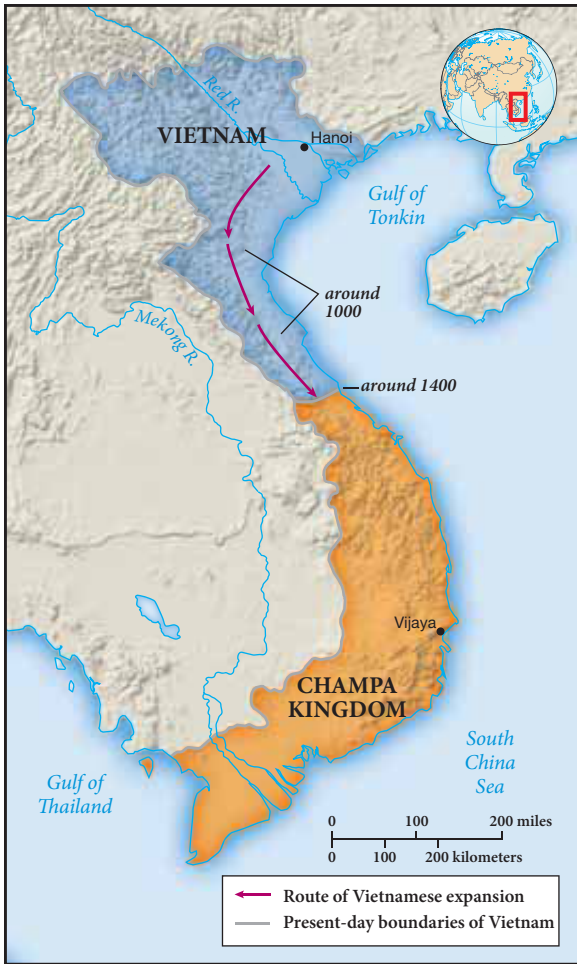 Red R.
VIETNAM
Hanoi
Gulf of
Tonkin
around
1000
Mekong R.
around 1400
Vijaya
CHAMPA
KINGDOM
South
China
Sea
Gulf of
Thailand
0 100 200 miles
0 100 200 kilometers
Route of Vietnamese expansion
Present-day boundaries of Vietnam